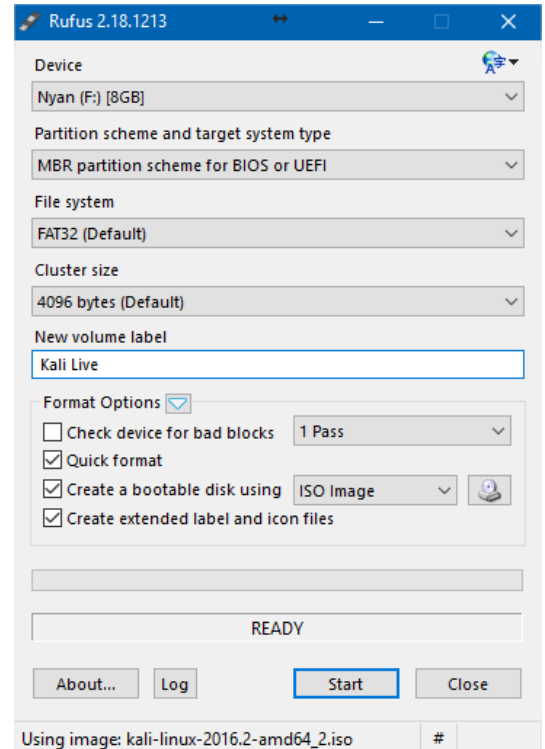 Rufus 2.18.1213
Device
Nyan (F:) [8GB]
Partition scheme and target system type
MBR partition scheme for BIOS or UEFI
File system
FAT32 (Default)
Cluster size
4096 bytes (Default)
New volume label
Kali Live
Format Options
Check device for bad blocks 1 Pass
Quick format
Create a bootable disk using ISO Image
Create extended label and icon files
READY
About... Log Start Close
Using image: kali-linux-2016.2-amd64_2.iso #